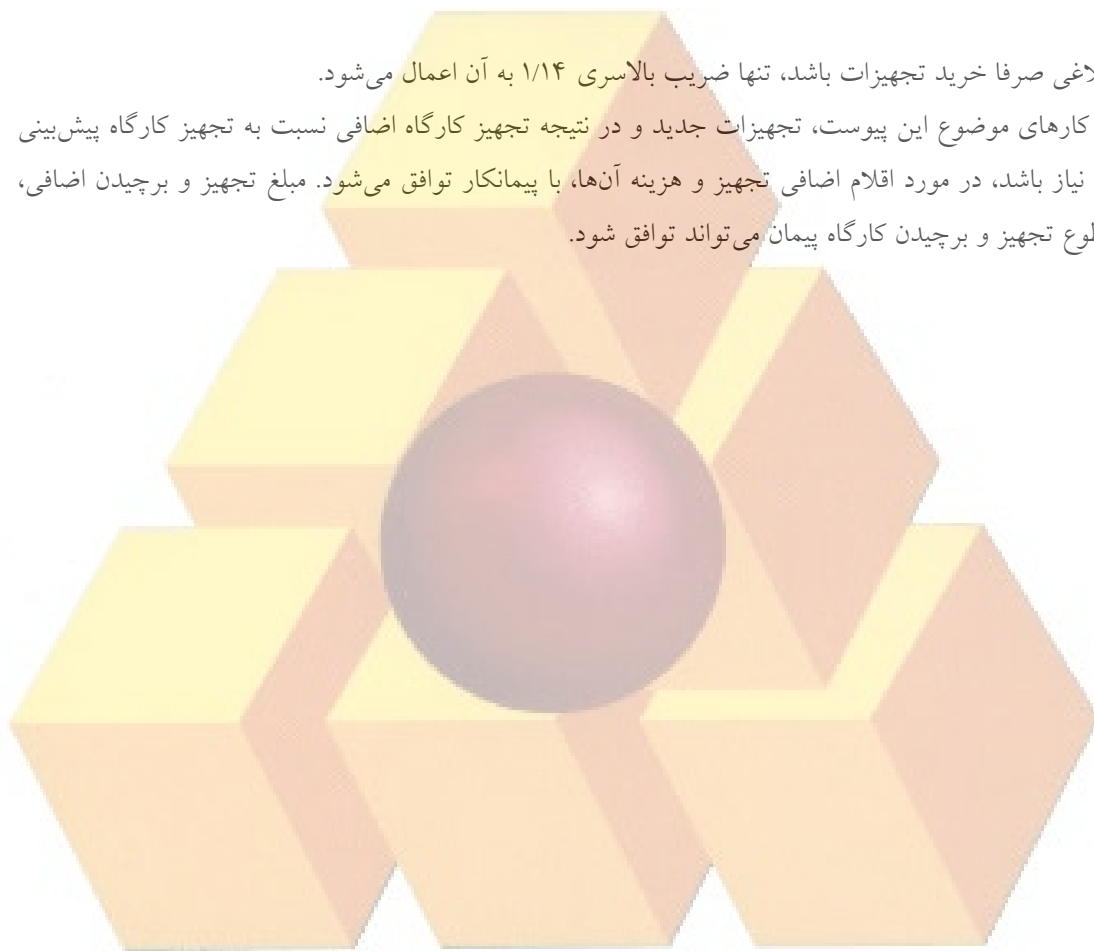 لاغی صرفا خرید تجهیزات باشد، تنها ضریب بالاسری ۱/۱۴ به آن اعمال می‌شود.
کارهای موضوع این پیوست، تجهیزات جدید و در نتیجه تجهیز کارگاه اضافی نسبت به تجهیز کارگاه پیش‌بینی
نیاز باشد، در مورد اقلام اضافی تجهیز و هزینه آن‌ها، با پیمانکار توافق می‌شود. مبلغ تجهیز و برچیدن اضافی،
طوع تجهیز و برچیدن کارگاه پیمان می‌تواند توافق شود.